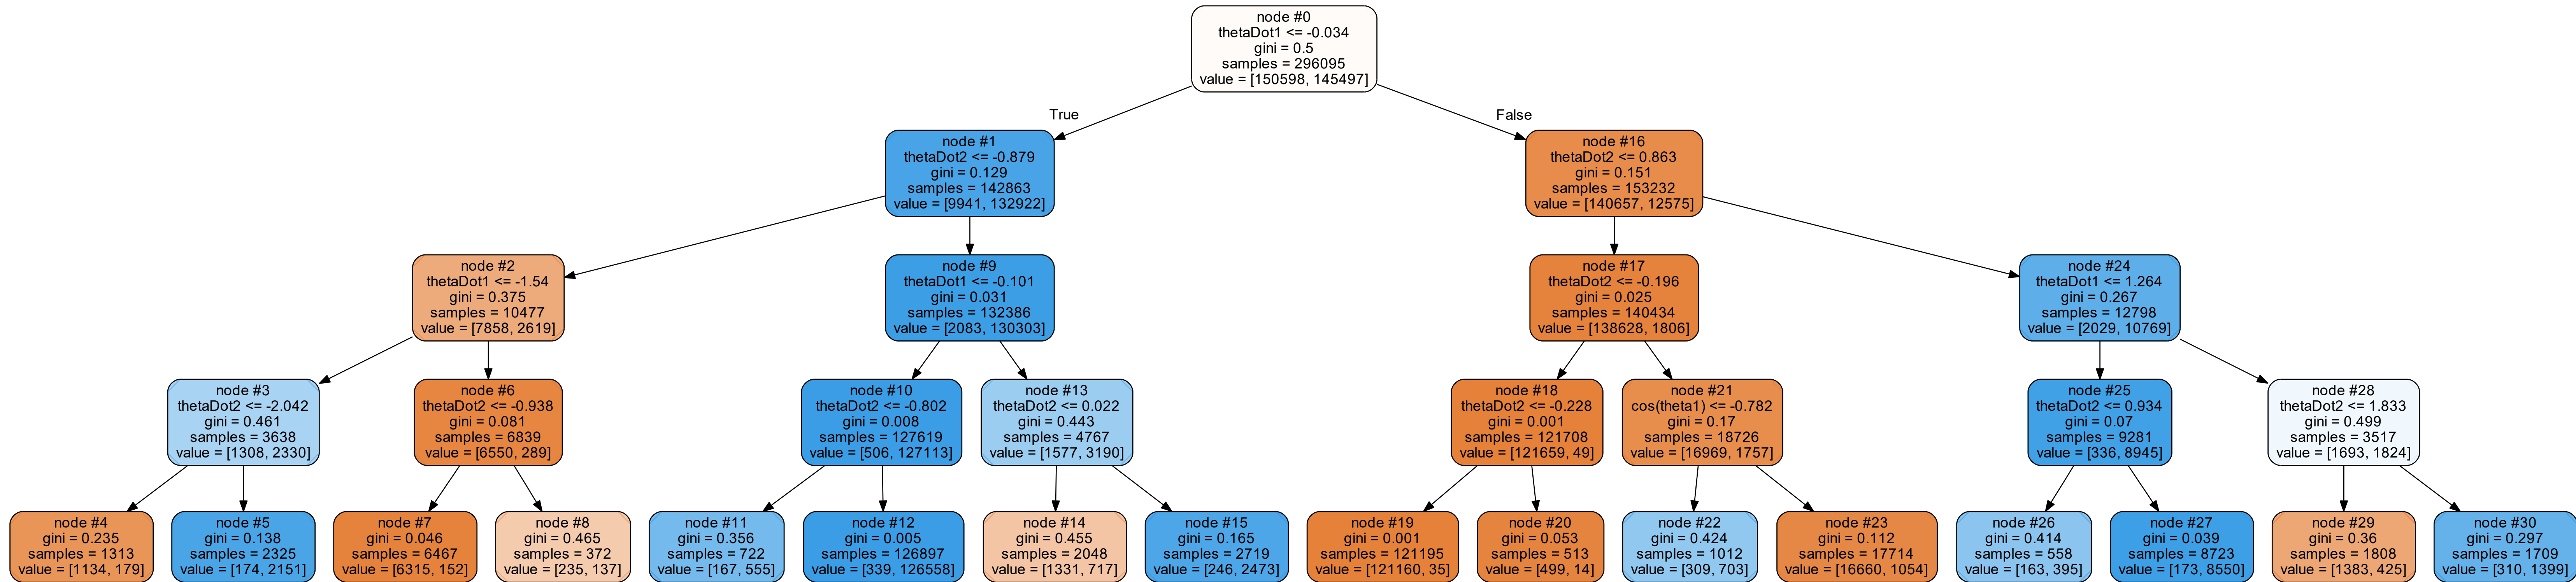 node #0
thetaDot1 <= -0.034
gini = 0.5
samples = 296095
value = [150598, 145497]
True
False
node #1
thetaDot2 <= -0.879
gini = 0.129
samples = 142863
value = [9941, 132922]
node #16
thetaDot2 <= 0.863
gini = 0.151
samples = 153232
value = [140657, 12575]
node #2
thetaDot1 <= -1.54
gini = 0.375
samples = 10477
value = [7858, 2619]
node #9
thetaDot1 <= -0.101
gini = 0.031
samples = 132386
value = [2083, 130303]
node #17
thetaDot2 <= -0.196
gini = 0.025
samples = 140434
value = [138628, 1806]
node #24
thetaDot1 <= 1.264
gini = 0.267
samples = 12798
value = [2029, 10769]
node #3
thetaDot2 <= -2.042
gini = 0.461
samples = 3638
value = [1308, 2330]
node #6
thetaDot2 <= -0.938
gini = 0.081
samples = 6839
value = [6550, 289]
node #10
thetaDot2 <= -0.802
gini = 0.008
samples = 127619
value = [506, 127113]
node #13
thetaDot2 <= 0.022
gini = 0.443
samples = 4767
value = [1577, 3190]
node #18
thetaDot2 <= -0.228
gini = 0.001
samples = 121708
value = [121659, 49]
node #21
cos(theta1) <= -0.782
gini = 0.17
samples = 18726
value = [16969, 1757]
node #25
thetaDot2 <= 0.934
gini = 0.07
samples = 9281
value = [336, 8945]
node #28
thetaDot2 <= 1.833
gini = 0.499
samples = 3517
value = [1693, 1824]
node #4
gini = 0.235
samples = 1313
value = [1134, 179]
node #5
gini = 0.138
samples = 2325
value = [174, 2151]
node #7
gini = 0.046
samples = 6467
value = [6315, 152]
node #8
gini = 0.465
samples = 372
value = [235, 137]
node #11
gini = 0.356
samples = 722
value = [167, 555]
node #12
gini = 0.005
samples = 126897
value = [339, 126558]
node #14
gini = 0.455
samples = 2048
value = [1331, 717]
node #15
gini = 0.165
samples = 2719
value = [246, 2473]
node #19
gini = 0.001
samples = 121195
value = [121160, 35]
node #20
gini = 0.053
samples = 513
value = [499, 14]
node #22
gini = 0.424
samples = 1012
value = [309, 703]
node #23
gini = 0.112
samples = 17714
value = [16660, 1054]
node #26
gini = 0.414
samples = 558
value = [163, 395]
node #27
gini = 0.039
samples = 8723
value = [173, 8550]
node #29
gini = 0.36
samples = 1808
value = [1383, 425]
node #30
gini = 0.297
samples = 1709
value = [310, 1399]